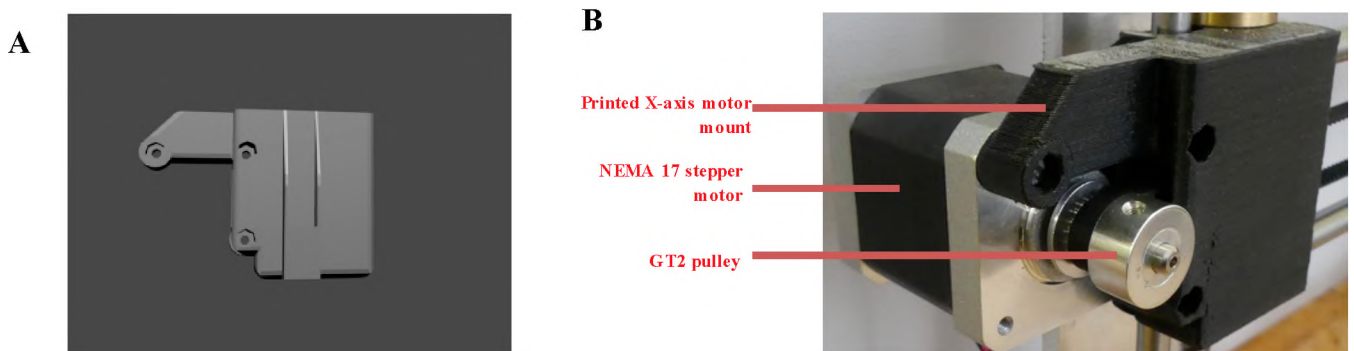 A
B
Printed X-axis motor
mount
NEMA 17 stepper
motor
GT2 pulley